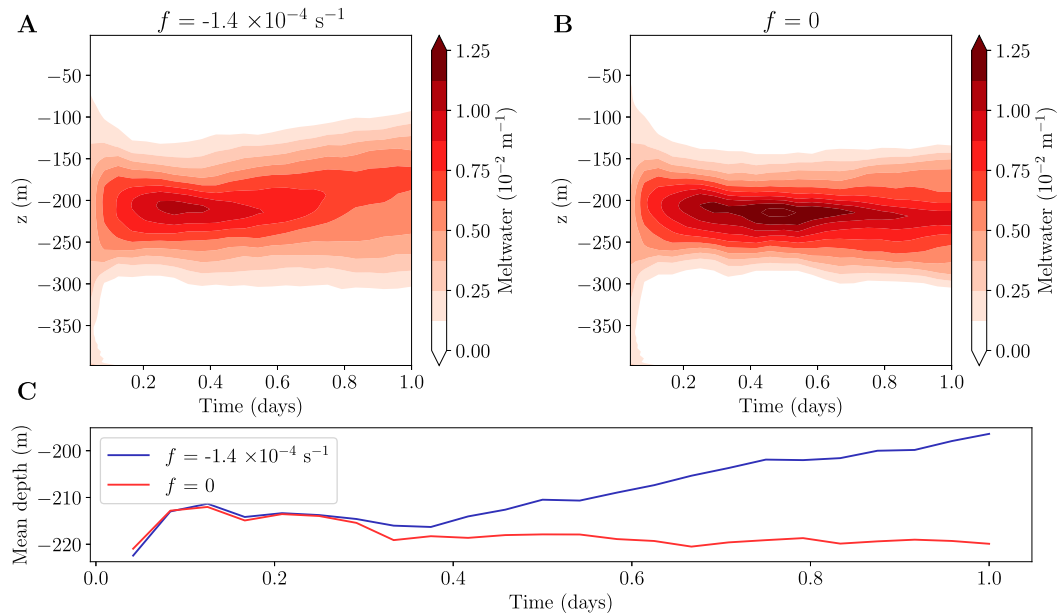 A
f = -1.4 ×10⁻⁴ s⁻¹
z (m)
−50
−100
−150
−200
−250
−300
−350
0.2 0.4 0.6 0.8 1.0
Time (days)
1.25
1.00
0.75
0.50
0.25
0.00
Meltwater (10⁻² m⁻¹)
B
f = 0
z (m)
−50
−100
−150
−200
−250
−300
−350
0.2 0.4 0.6 0.8 1.0
Time (days)
1.25
1.00
0.75
0.50
0.25
0.00
Meltwater (10⁻² m⁻¹)
C
Mean depth (m)
−200
−210
−220
f = -1.4 ×10⁻⁴ s⁻¹
f = 0
0.0 0.2 0.4 0.6 0.8 1.0
Time (days)